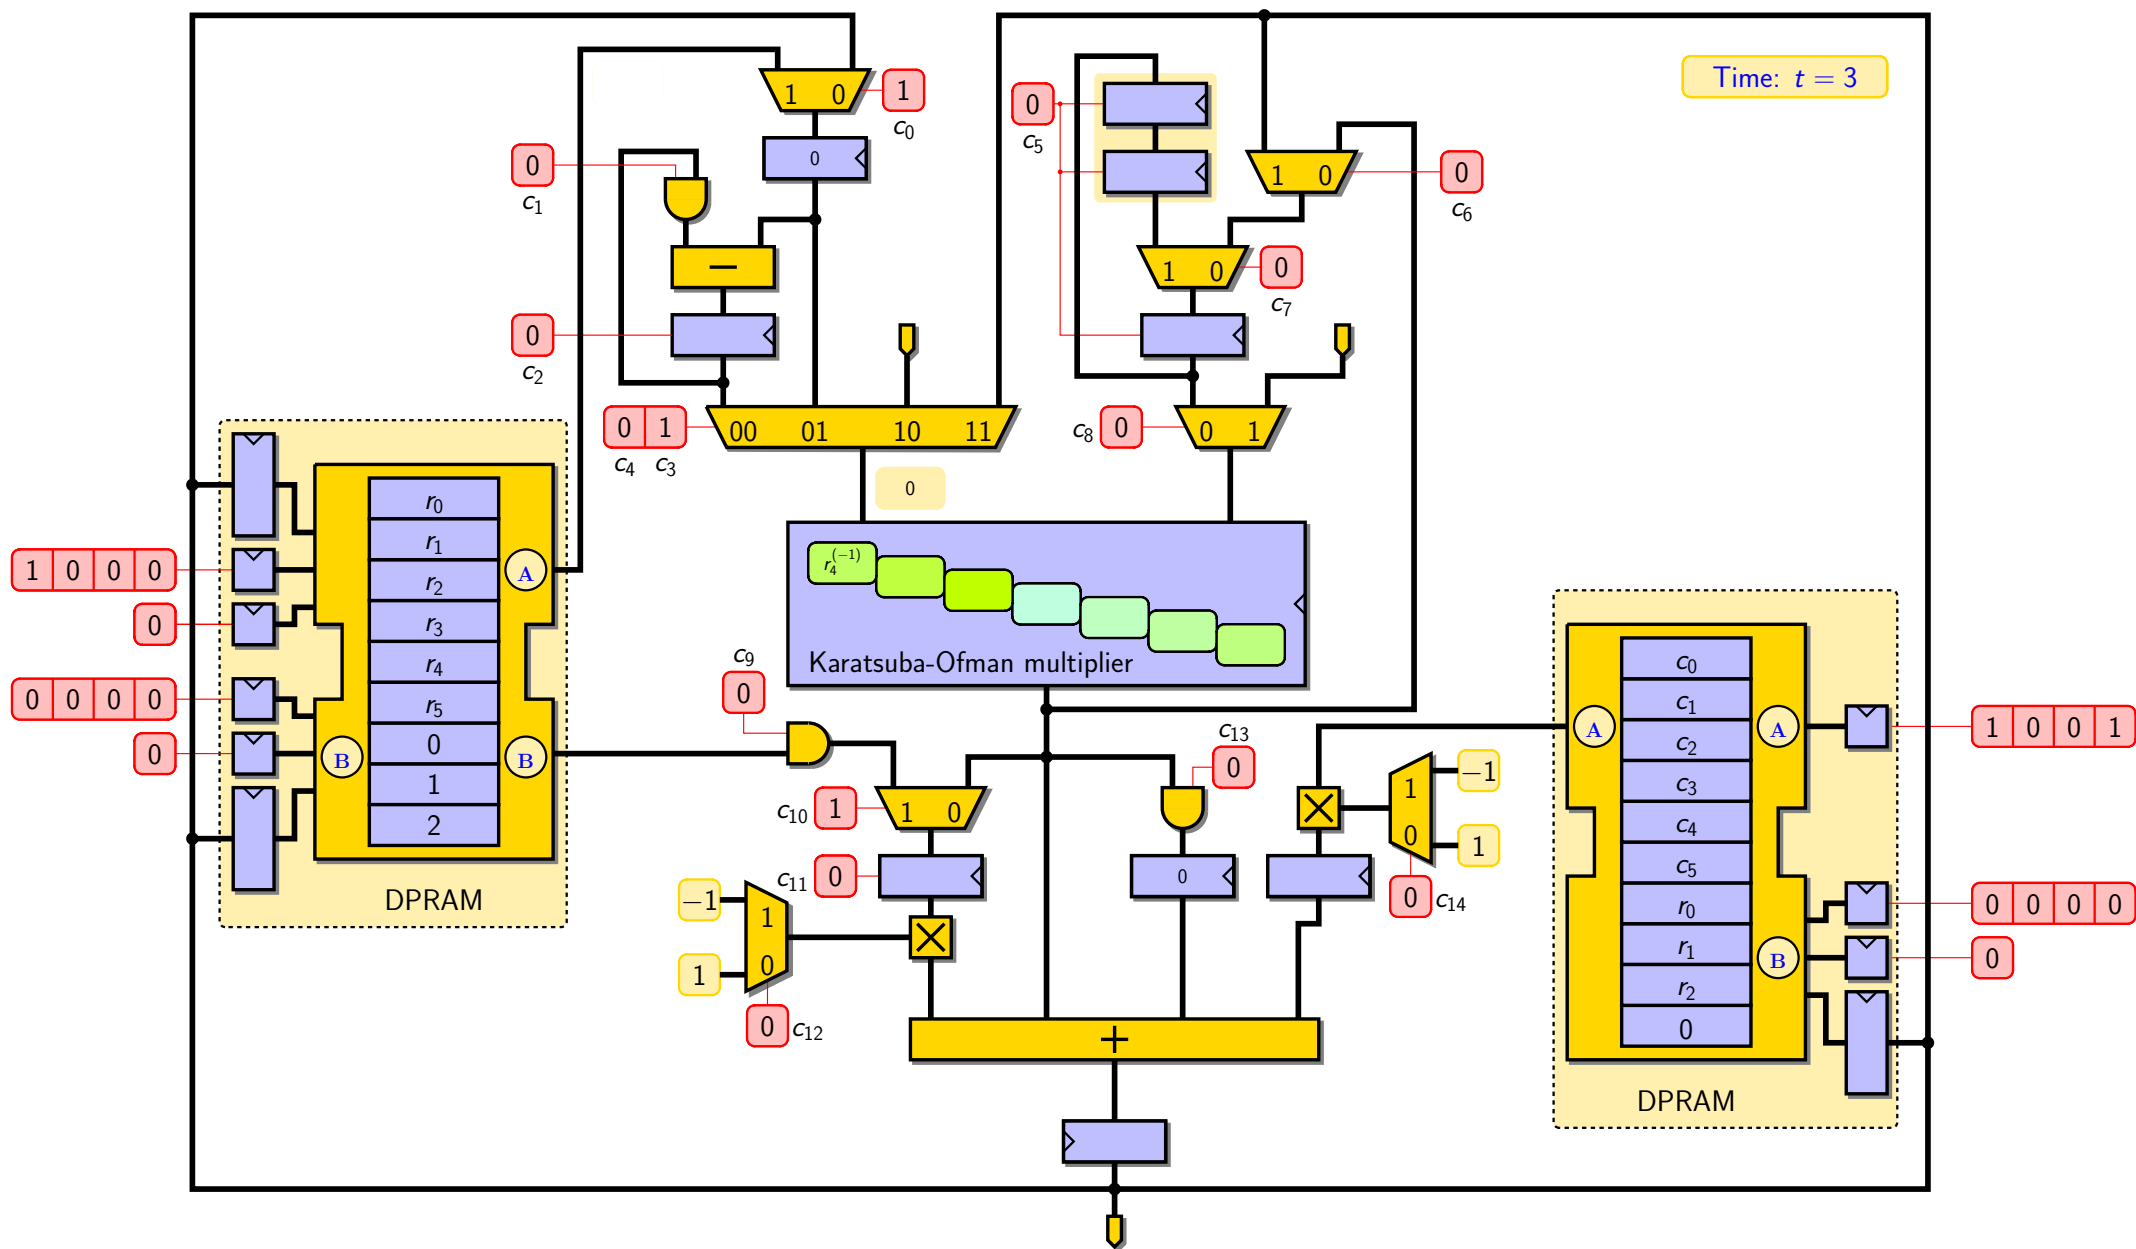 Time: t = 3
1 0
1
c0
0
0
c5
1 0
0
c6
0
c1
1 0
0
c7
−
0
c2
0 1
c4 c3
00 01 10 11
c8
0
0 1
0
r4(−1)
Karatsuba-Ofman multiplier
r0
r1
r2
r3
r4
r5
0
1
2
A
B
B
DPRAM
1 0 0 0
0
0 0 0 0
0
c9
0
c10
1
1 0
c11
0
−1
1
1
0
0
c12
c13
0
0
−1
1
1
0
0
c14
+
c0
c1
c2
c3
c4
c5
r0
r1
r2
0
A
A
B
DPRAM
1 0 0 1
0 0 0 0
0